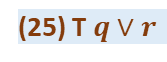 (25) T q ∨ r